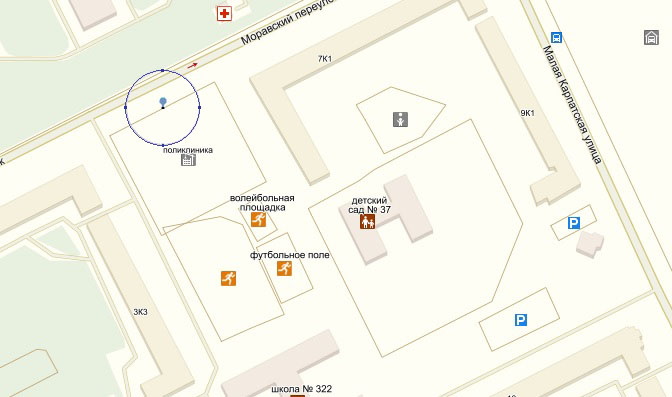 Моравский переуло
7К1
Малая Карпатская улица
9К1
к
поликлиника
волейбольная
площадка
детский
сад № 37
P
футбольное поле
3К3
P
школа № 322